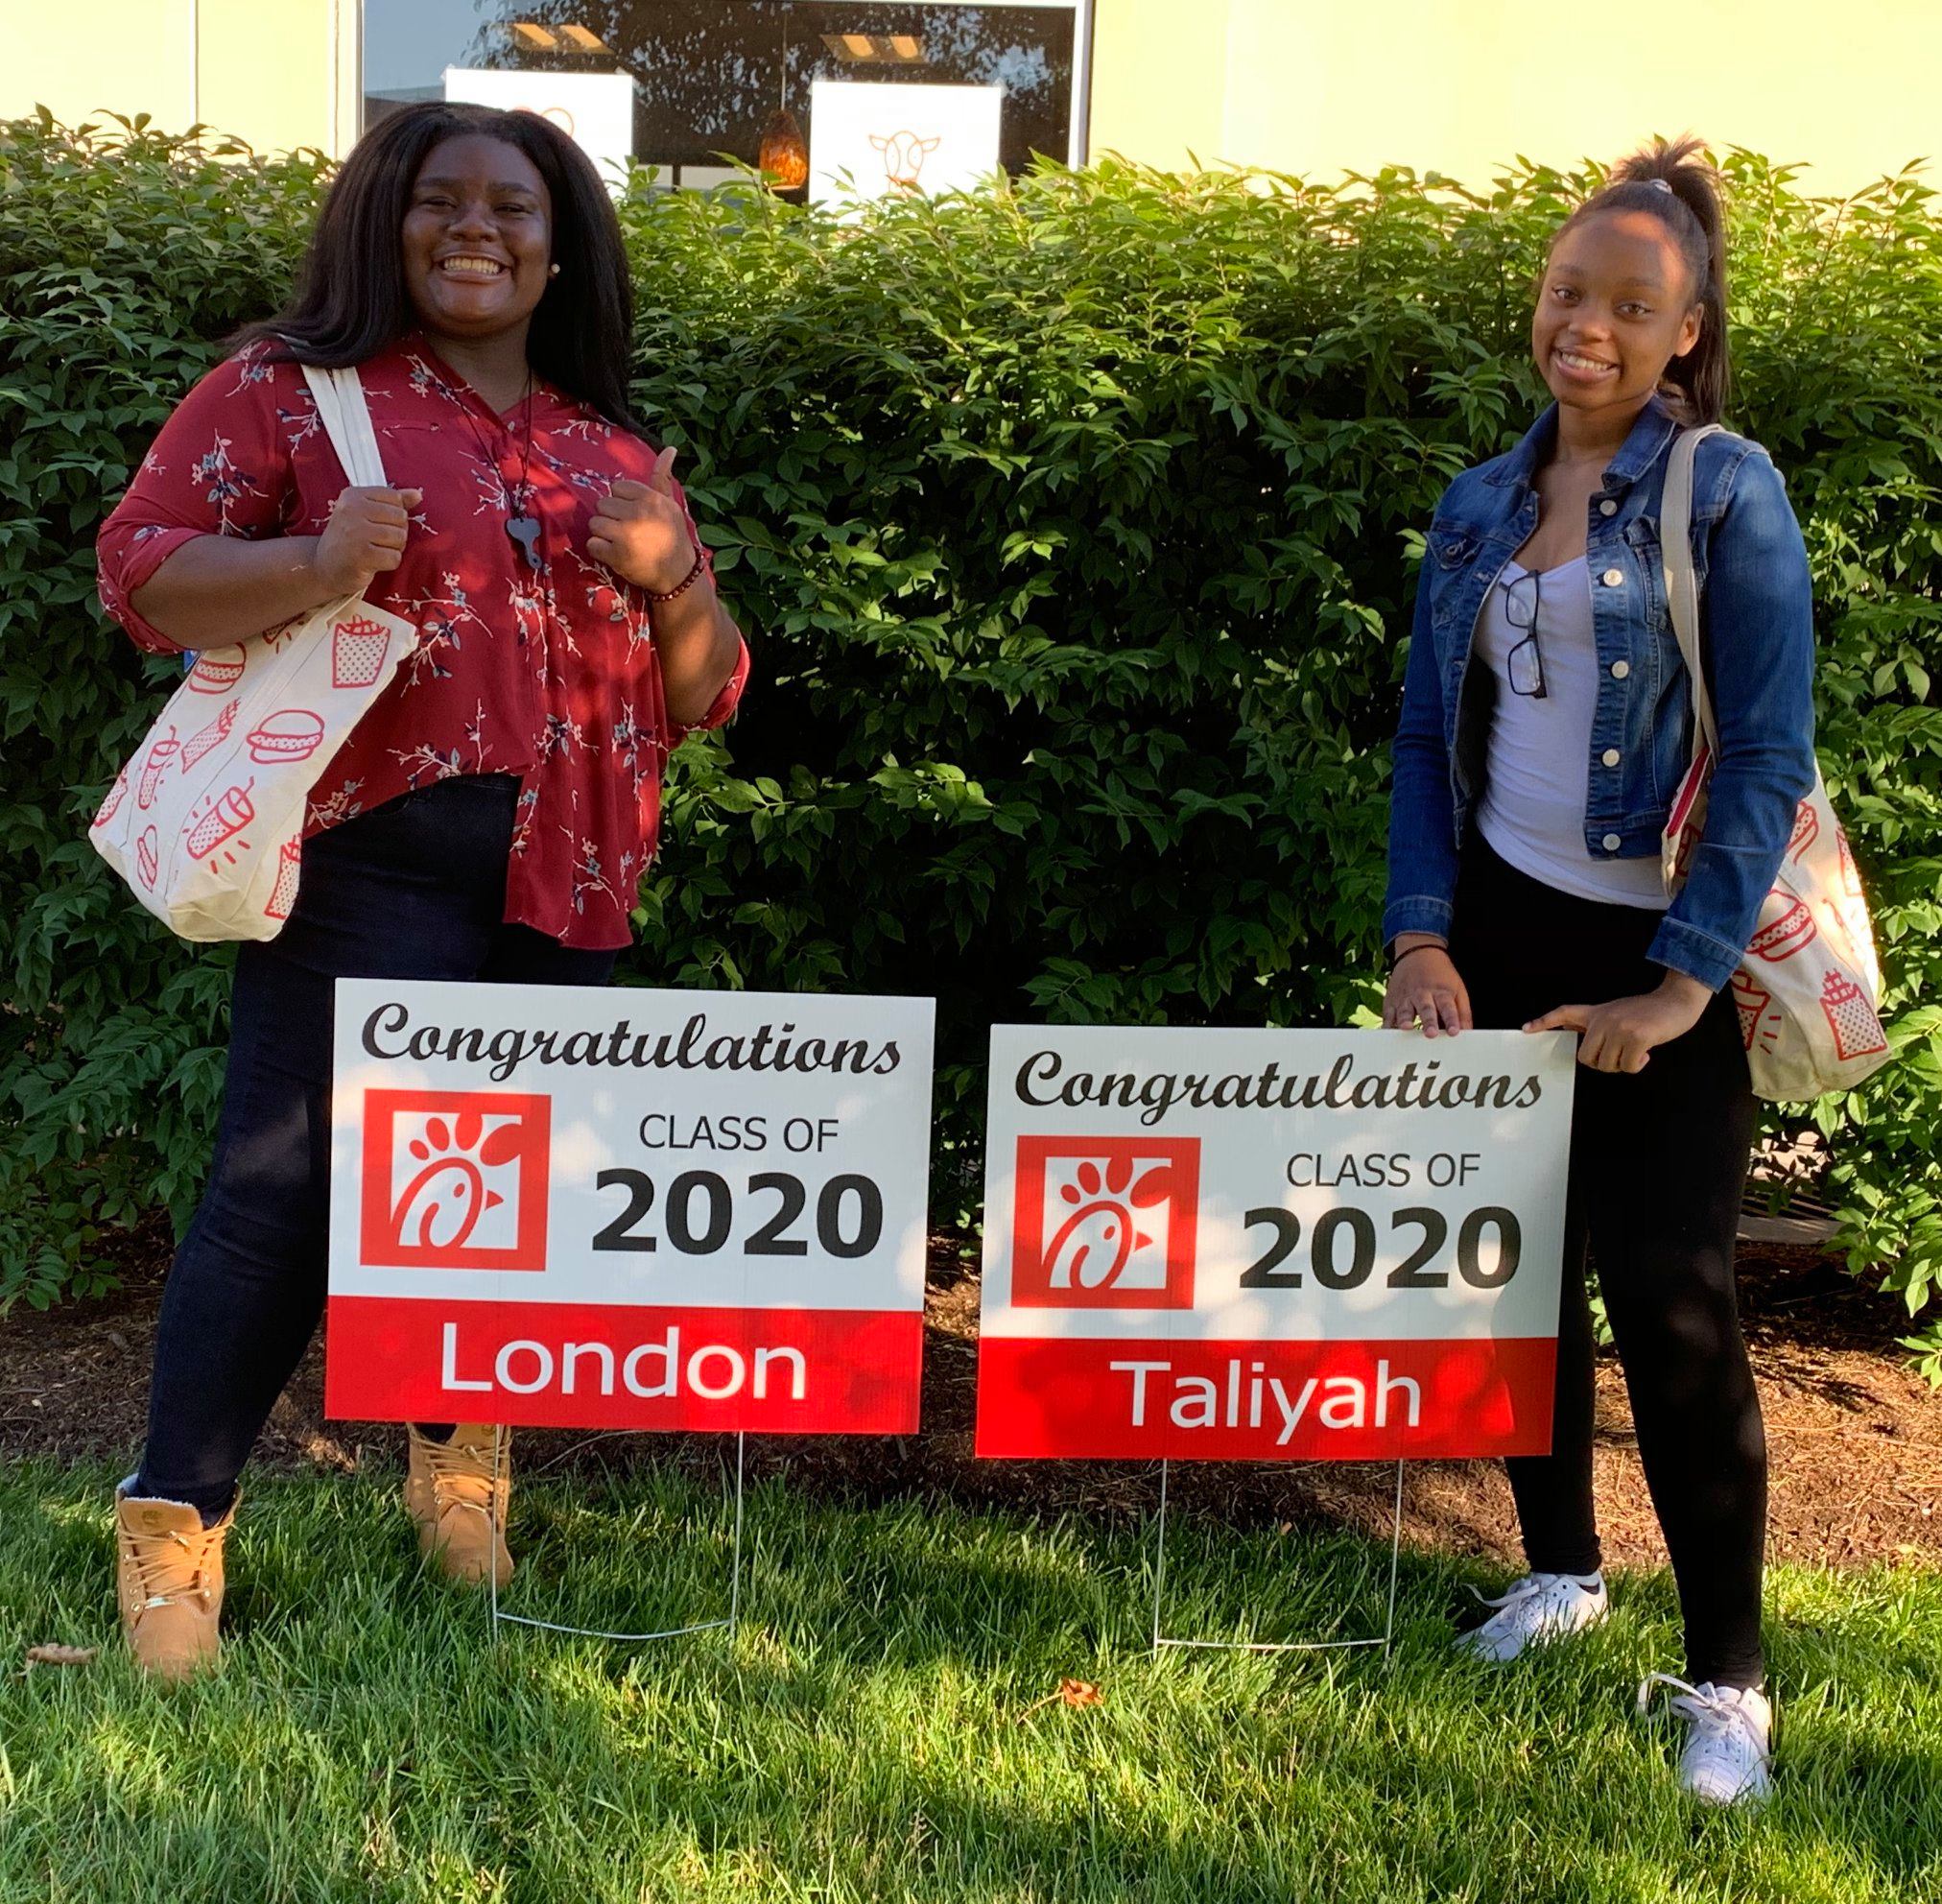 Congratulations
CLASS OF
2020
London
Congratulations
CLASS OF
2020
Taliyah